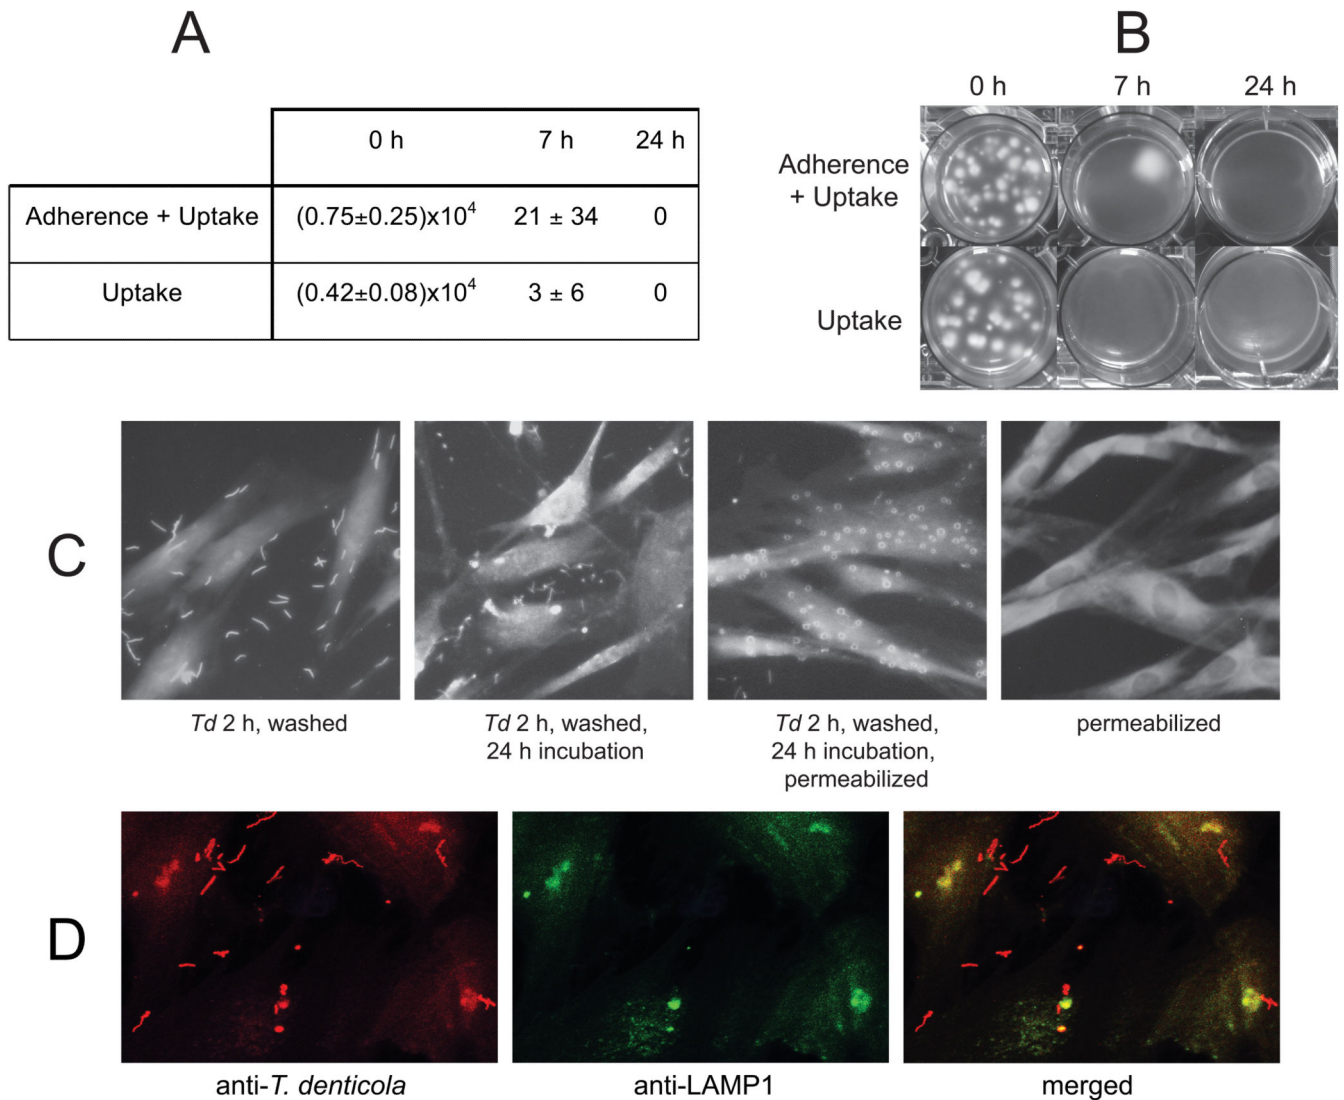 A
B
0 h 7 h 24 h
Adherence + Uptake (0.75±0.25)x10⁴ 21 ± 34 0
Uptake (0.42±0.08)x10⁴ 3 ± 6 0
0 h 7 h 24 h
Adherence
+ Uptake
Uptake
C
Td 2 h, washed
Td 2 h, washed,
24 h incubation
Td 2 h, washed,
24 h incubation,
permeabilized
permeabilized
D
anti-T. denticola
anti-LAMP1
merged